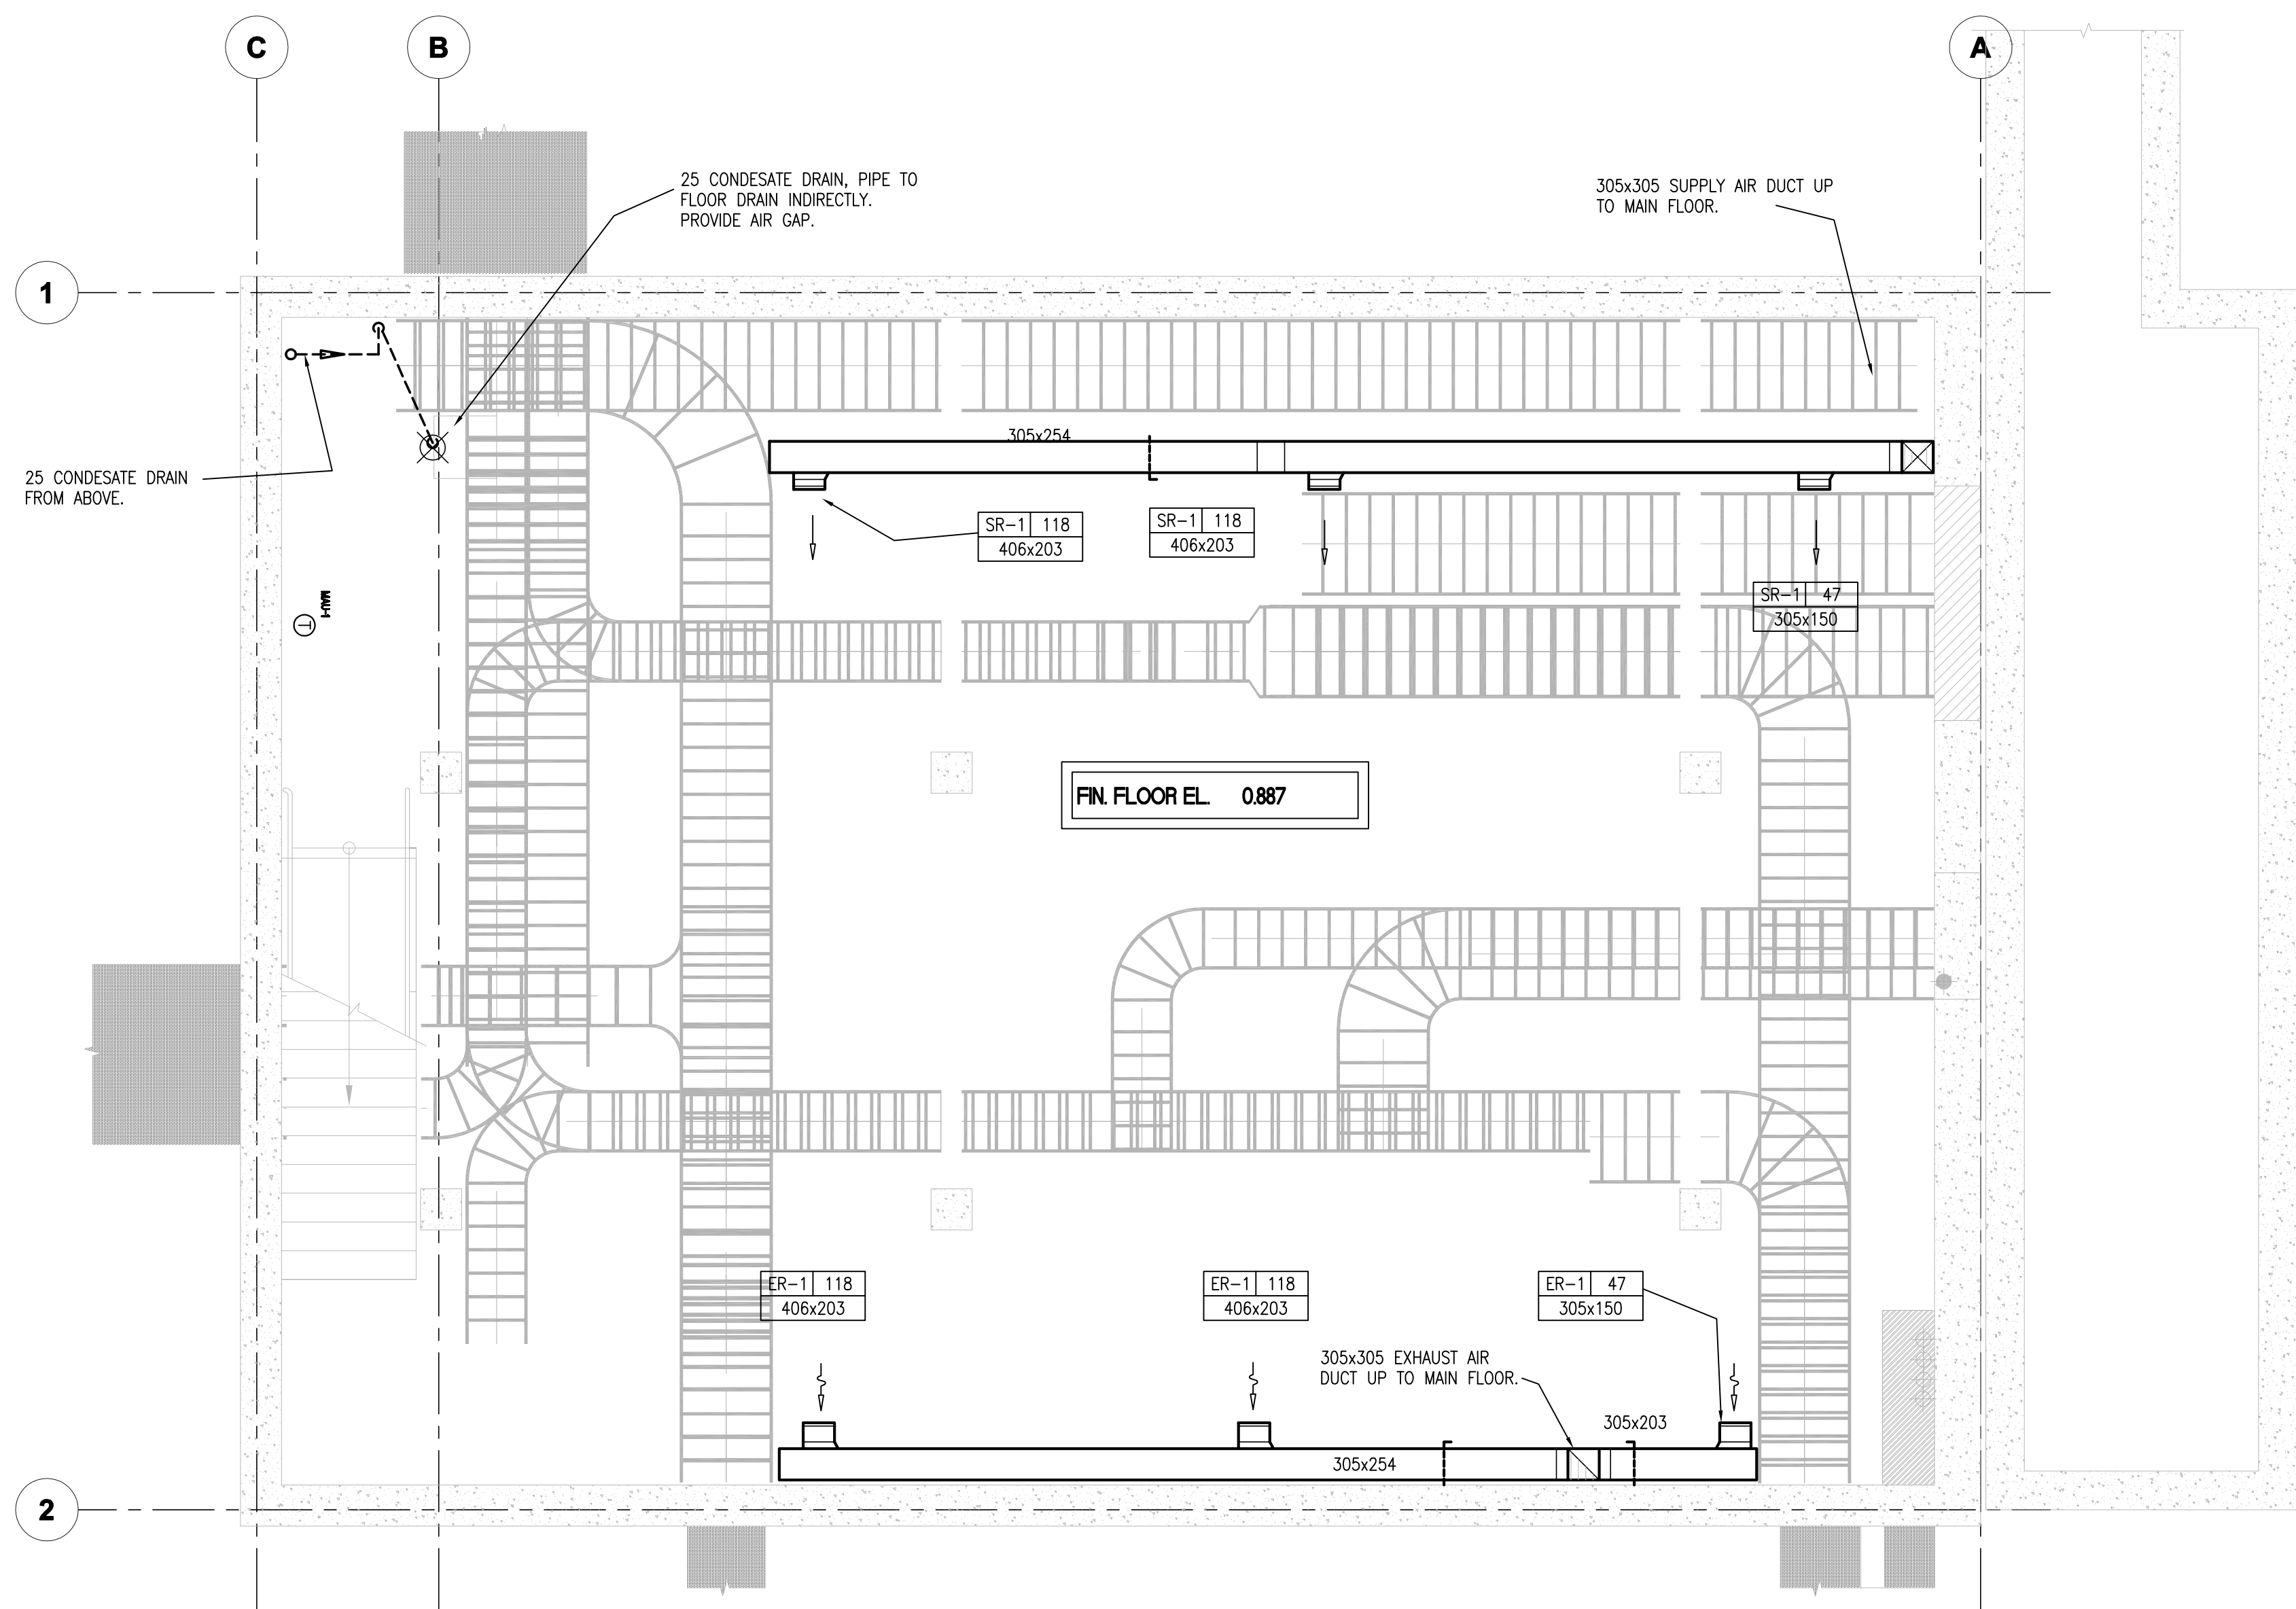 C
B
A
25 CONDESATE DRAIN, PIPE TO
FLOOR DRAIN INDIRECTLY.
PROVIDE AIR GAP.
305x305 SUPPLY AIR DUCT UP
TO MAIN FLOOR.
1
305x254
25 CONDESATE DRAIN
FROM ABOVE.
SR-1 118
406x203
SR-1 118
406x203
SR-1 47
305x150
MAU-1
T
FIN. FLOOR EL. 0.887
ER-1 118
406x203
ER-1 118
406x203
ER-1 47
305x150
305x305 EXHAUST AIR
DUCT UP TO MAIN FLOOR.
305x203
305x254
2